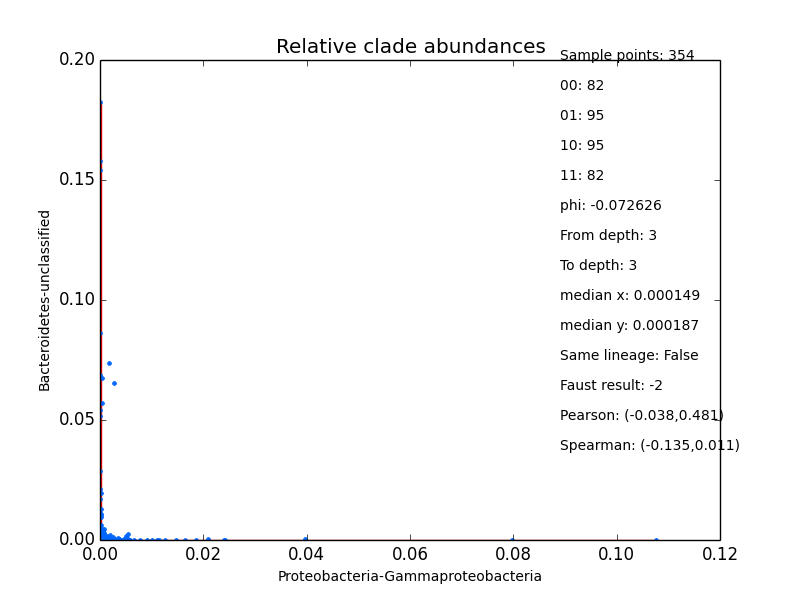 Relative clade abundances
Sample points: 354
00: 82
01: 95
10: 95
11: 82
phi: -0.072626
From depth: 3
To depth: 3
median x: 0.000149
median y: 0.000187
Same lineage: False
Faust result: -2
Pearson: (-0.038,0.481)
Spearman: (-0.135,0.011)
0.20
0.15
0.10
0.05
0.00
Bacteroidetes-unclassified
0.00 0.02 0.04 0.06 0.08 0.10 0.12
Proteobacteria-Gammaproteobacteria